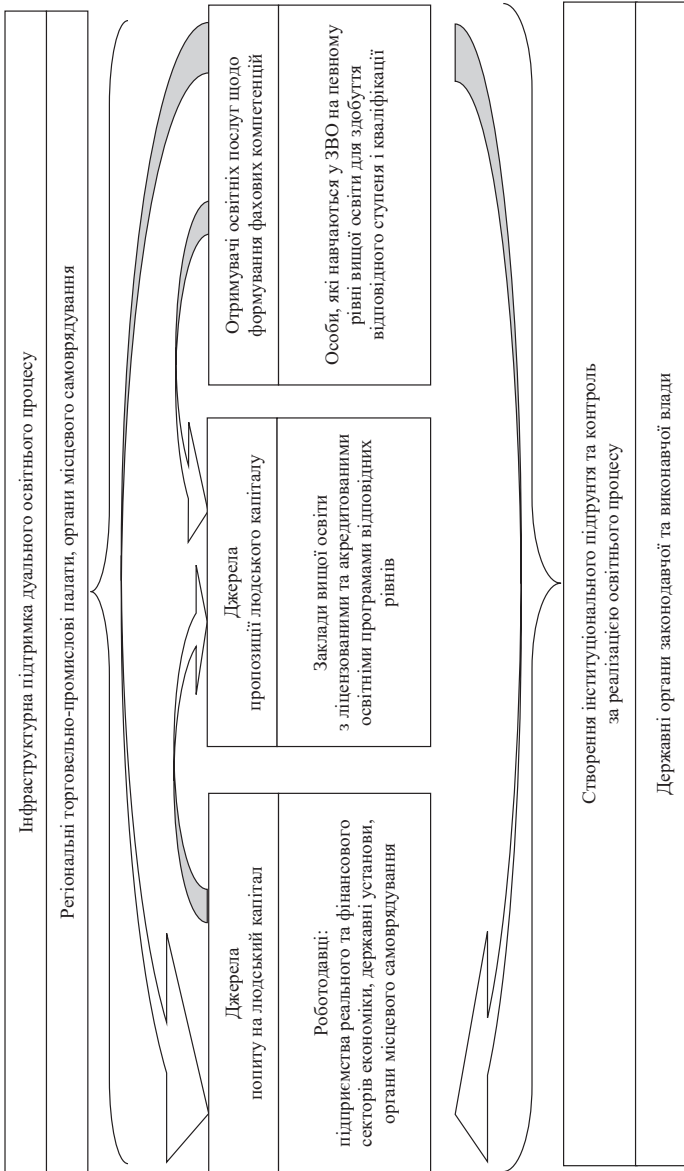 Інфраструктурна підтримка дуального освітнього процесу
Регіональні торговельно-промислові палати, органи місцевого самоврядування
Джерела
попиту на людський капітал
Роботодавці:
підприємства реального та фінансового
секторів економіки, державні установи,
органи місцевого самоврядування
Джерела
пропозиції людського капіталу
Заклади вищої освіти
з ліцензованими та акредитованими
освітніми програмами відповідних
рівнів
Отримувачі освітніх послуг щодо
формування фахових компетенцій
Особи, які навчаються у ЗВО на певному
рівні вищої освіти для здобуття
відповідного ступеня і кваліфікації
Створення інституціонального підґрунтя та контроль
за реалізацією освітнього процесу
Державні органи законодавчої та виконавчої влади